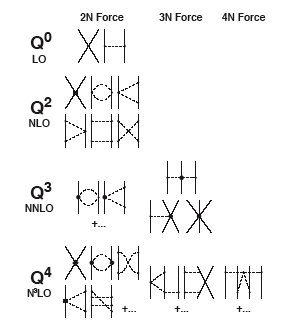 2N Force 3N Force 4N Force
Q⁰
LO
Q²
NLO
Q³
NNLO
+...
Q⁴
N³LO
+... +... +...